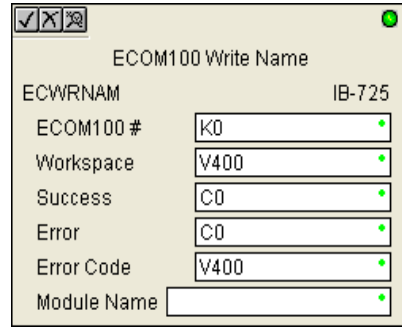 ECOM100 Write Name
ECWRNAM IB-725
ECOM100 # K0
Workspace V400
Success C0
Error C0
Error Code V400
Module Name